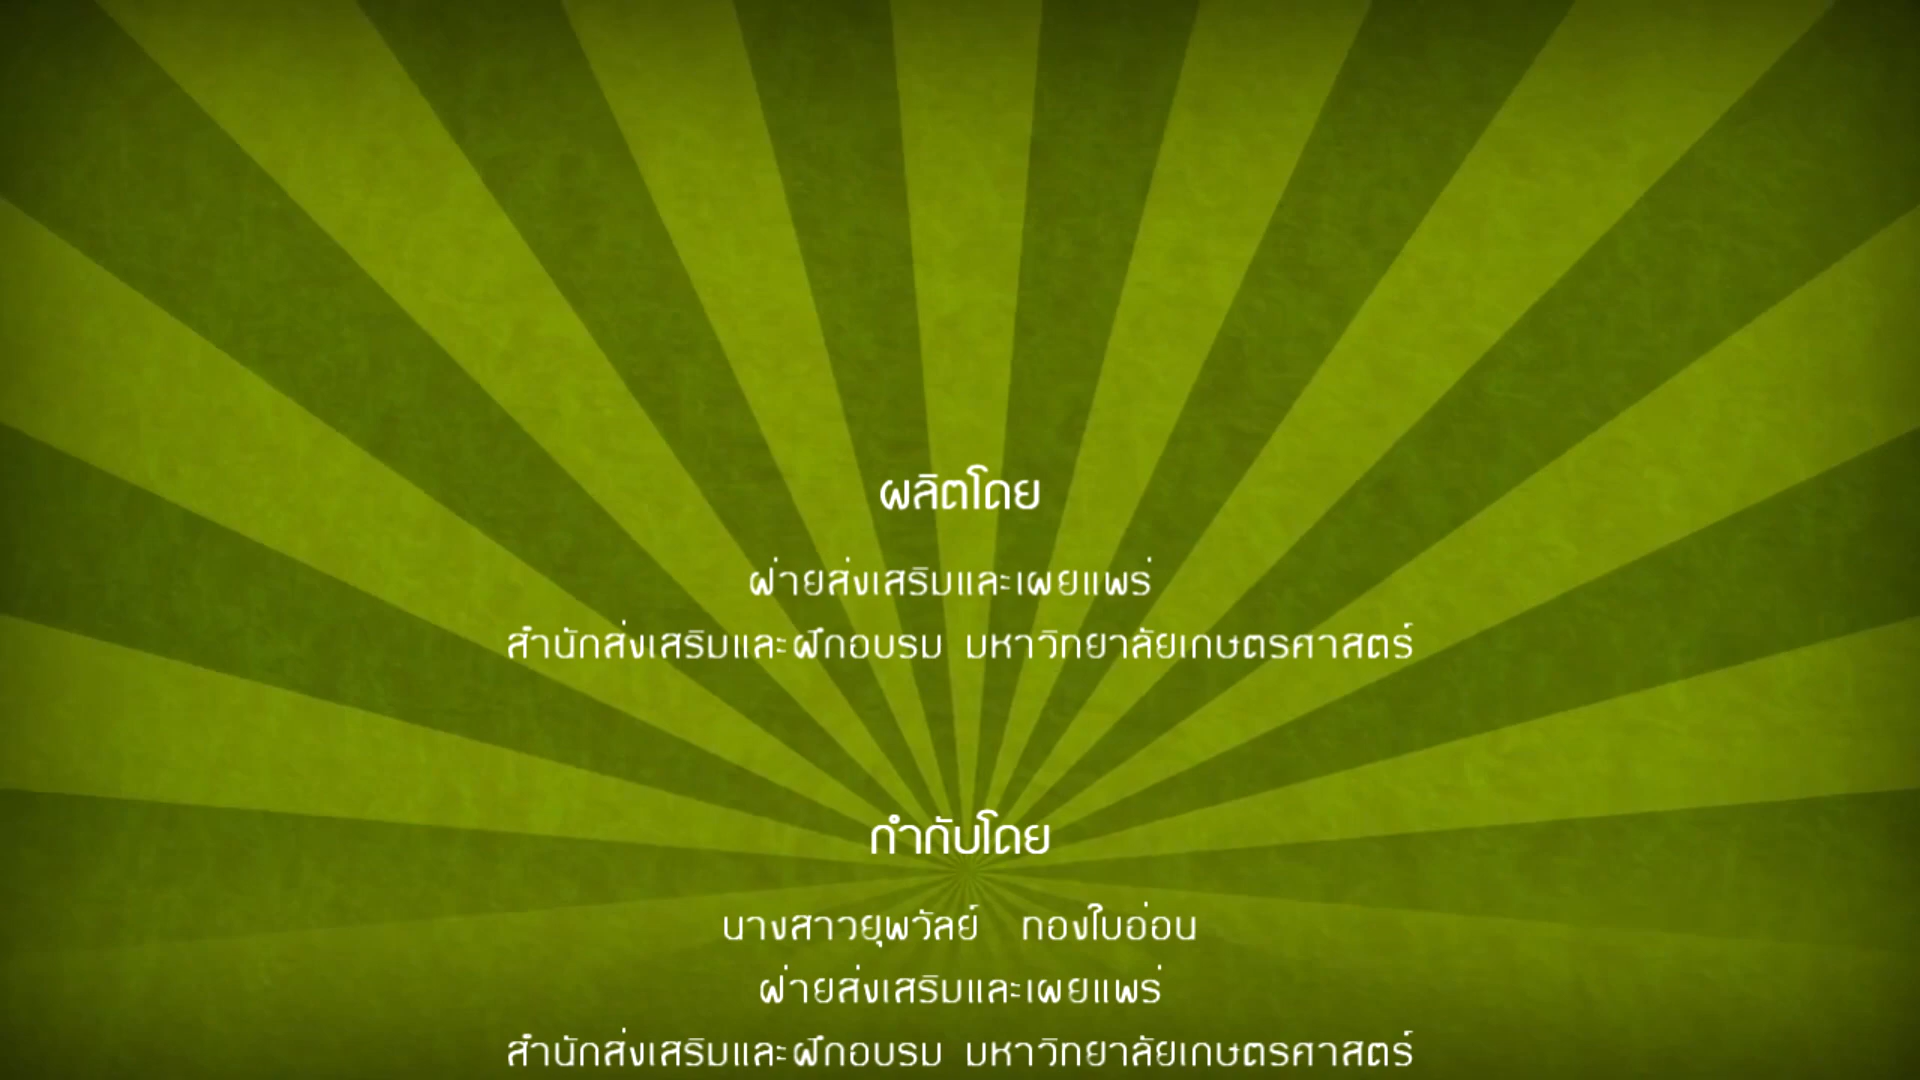 ผลิตโดย
ฝ่ายส่งเสริมและเผยแพร่
สำนักส่งเสริมและฝึกอบรม มหาวิทยาลัยเกษตรศาสตร์
กำกับโดย
นางสาวยุพวัลย์ ทองใบอ่อน
ฝ่ายส่งเสริมและเผยแพร่
สำนักส่งเสริมและฝึกอบรม มหาวิทยาลัยเกษตรศาสตร์